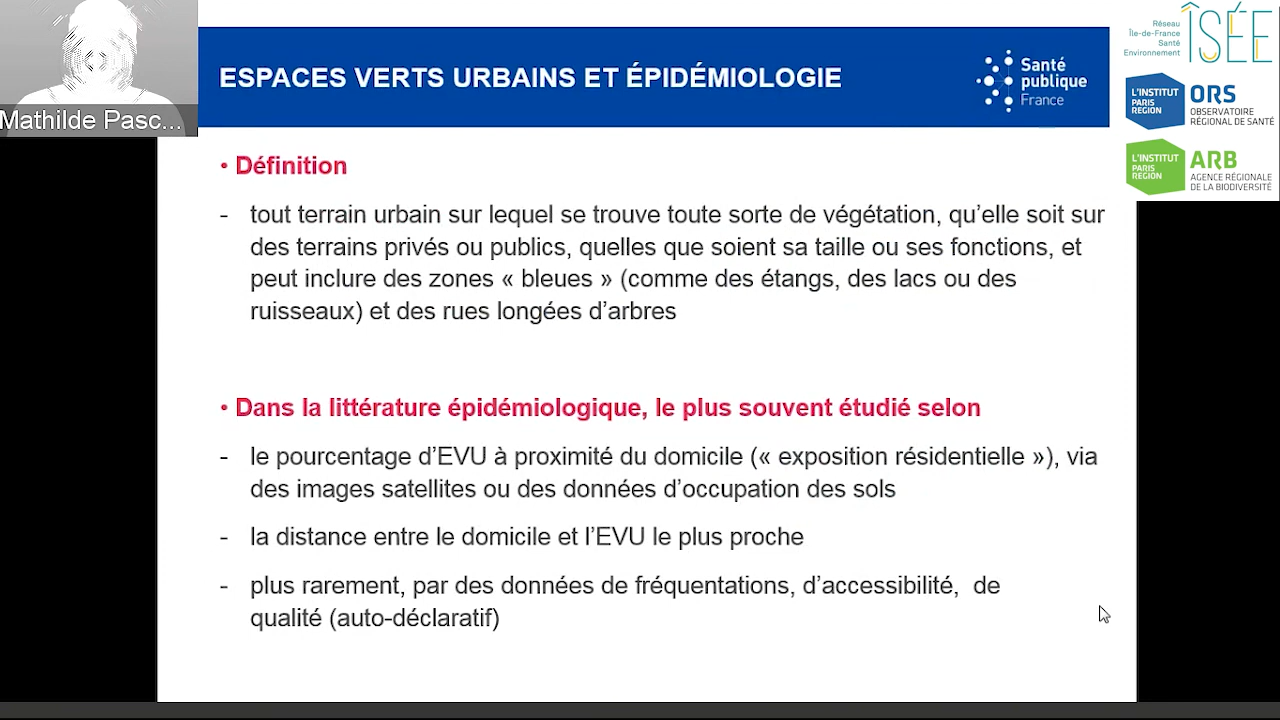 Mathilde Pasc...
ESPACES VERTS URBAINS ET ÉPIDÉMIOLOGIE
Santé
publique
France
Réseau
Île-de-France
Santé
Environnement
ÎSÉE
L'INSTITUT
PARIS
REGION
ORS
OBSERVATOIRE
RÉGIONAL DE SANTÉ
L'INSTITUT
PARIS
REGION
ARB
AGENCE RÉGIONALE
DE LA BIODIVERSITÉ
• Définition
- tout terrain urbain sur lequel se trouve toute sorte de végétation, qu'elle soit sur
des terrains privés ou publics, quelles que soient sa taille ou ses fonctions, et
peut inclure des zones « bleues » (comme des étangs, des lacs ou des
ruisseaux) et des rues longées d'arbres
• Dans la littérature épidémiologique, le plus souvent étudié selon
- le pourcentage d'EVU à proximité du domicile (« exposition résidentielle »), via
des images satellites ou des données d'occupation des sols
- la distance entre le domicile et l'EVU le plus proche
- plus rarement, par des données de fréquentations, d'accessibilité, de
qualité (auto-déclaratif)